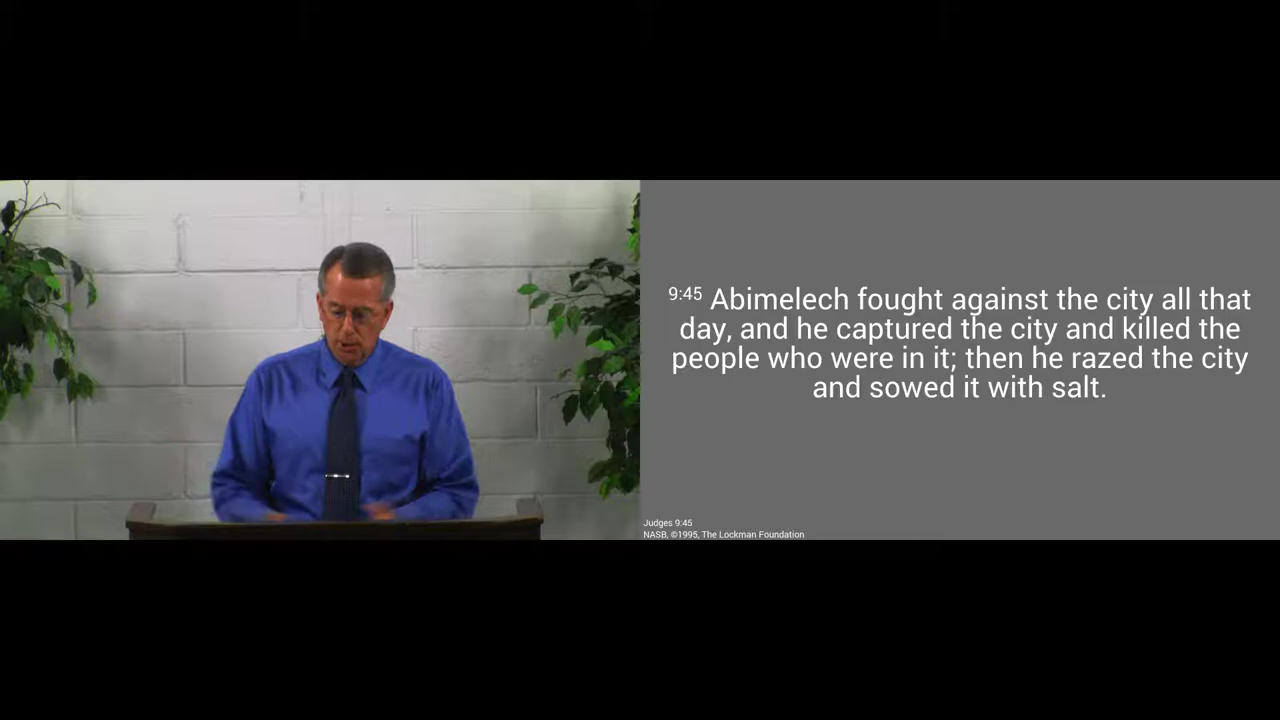 9:45 Abimelech fought against the city all that
day, and he captured the city and killed the
people who were in it; then he razed the city
and sowed it with salt.
Judges 9:45
NASB, ©1995, The Lockman Foundation